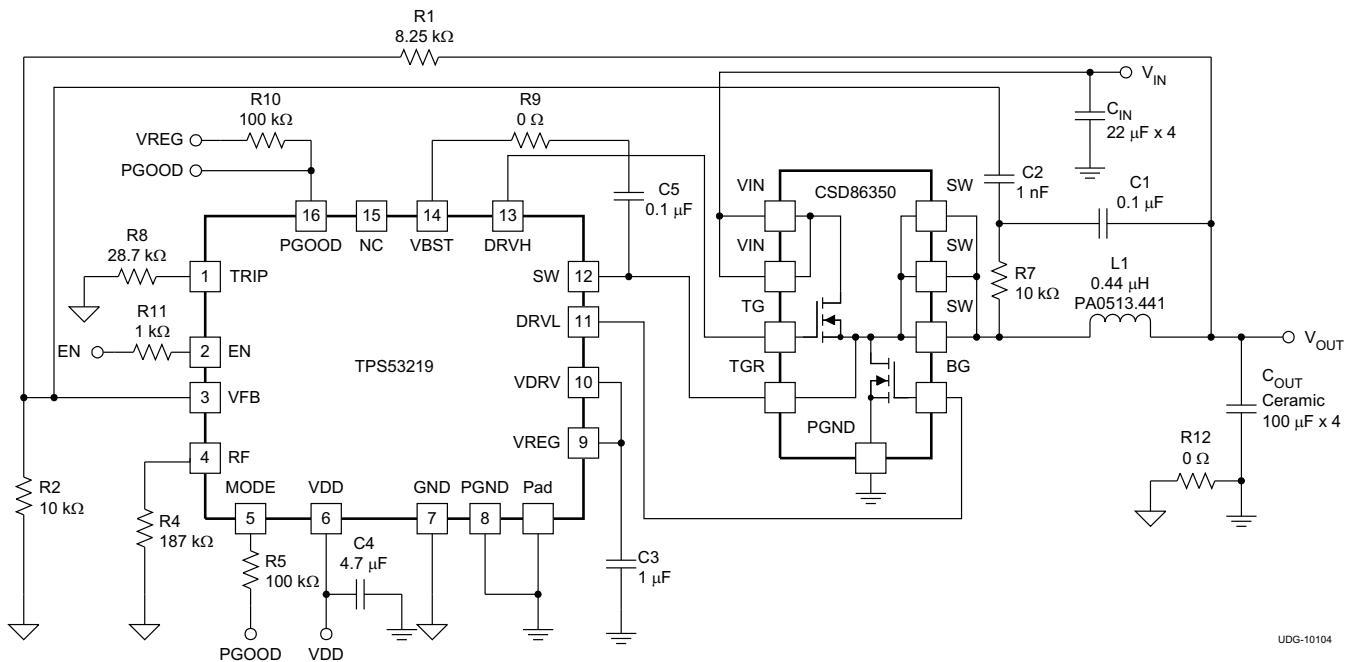 R1
8.25 kΩ
VIN
CIN
22 µF x 4
R10
100 kΩ
R9
0 Ω
VREG
PGOOD
C5
0.1 µF
VIN
CSD86350
SW
C2
1 nF
C1
0.1 µF
16
15
14
13
PGOOD
NC
VBST
DRVH
R8
28.7 kΩ
1
TRIP
SW
12
VIN
SW
R7
10 kΩ
L1
0.44 µH
PA0513.441
TG
SW
DRVL
11
R11
1 kΩ
EN
2
EN
TPS53219
VOUT
TGR
BG
VDRV
10
3
VFB
COUT
Ceramic
100 µF x 4
PGND
VREG
9
4
RF
R12
0 Ω
R2
10 kΩ
MODE
VDD
GND
PGND
Pad
5
6
7
8
R4
187 kΩ
R5
100 kΩ
C4
4.7 µF
C3
1 µF
PGOOD
VDD
UDG-10104